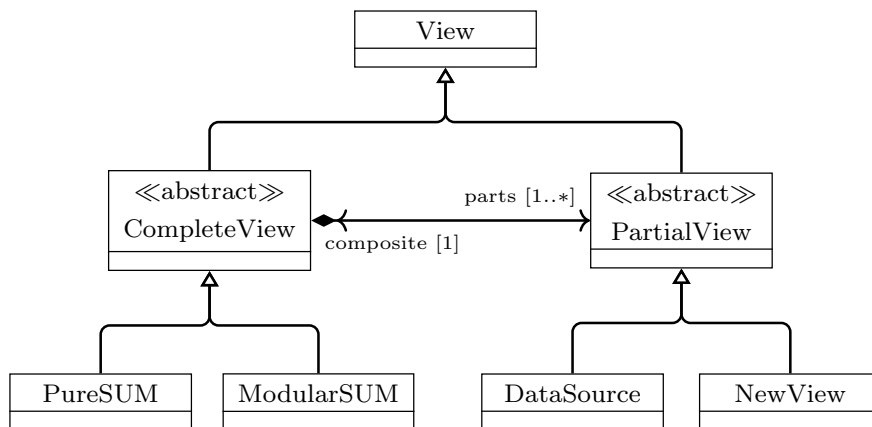 View
≪abstract≫
CompleteView
parts [1..*]
composite [1]
≪abstract≫
PartialView
PureSUM
ModularSUM
DataSource
NewView